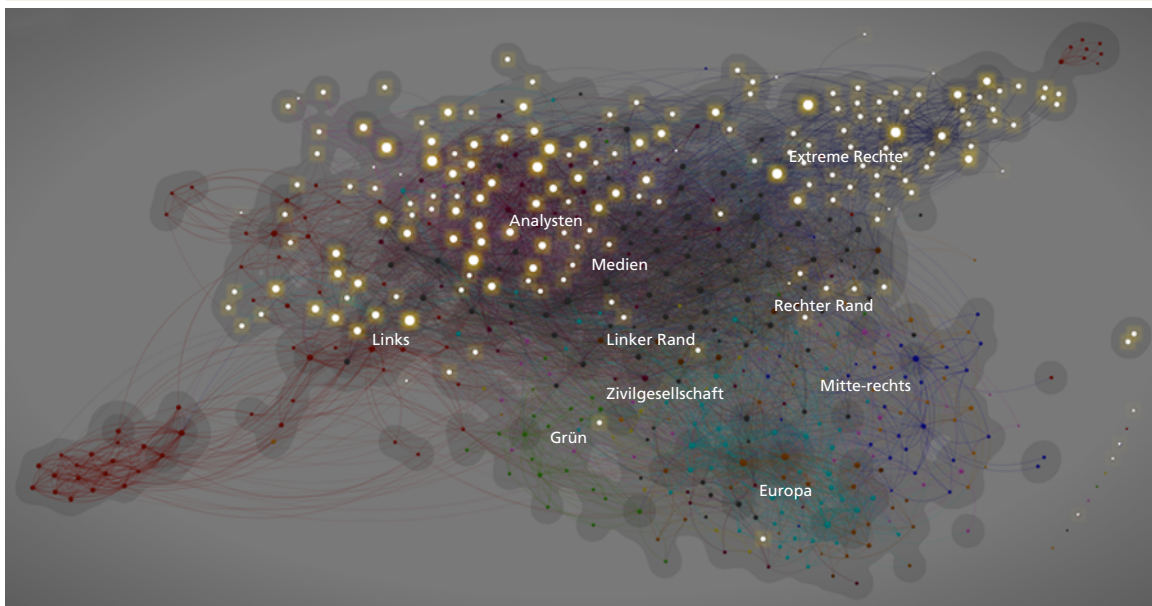 Extreme Rechte
Analysten
Medien
Rechter Rand
Links
Linker Rand
Mitte-rechts
Zivilgesellschaft
Grün
Europa